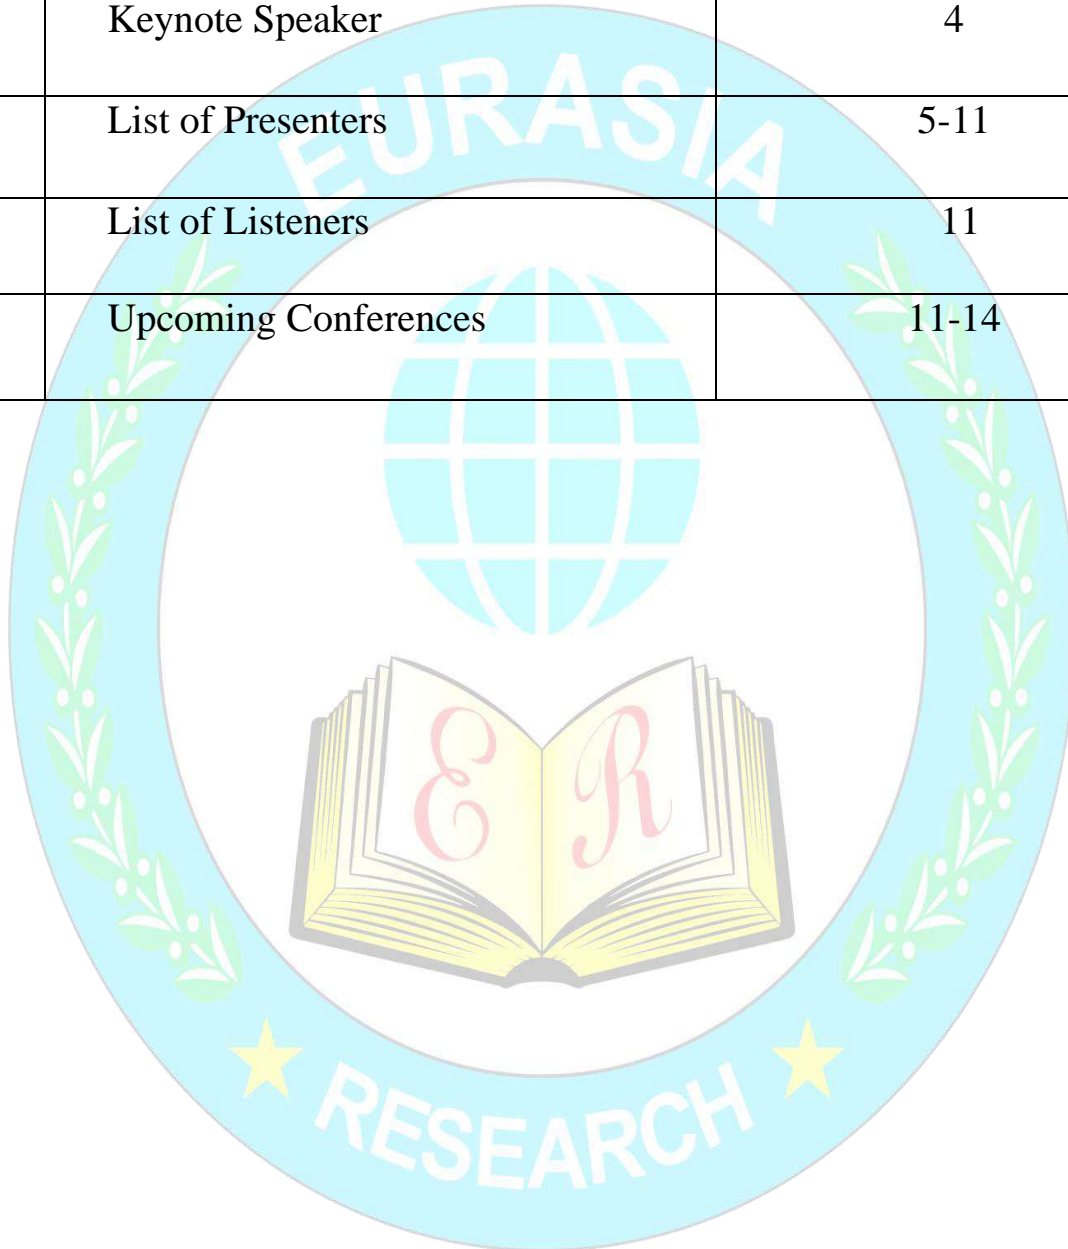 Keynote Speaker 4
List of Presenters 5-11
List of Listeners 11
Upcoming Conferences 11-14
EURASIA
E R
RESEARCH